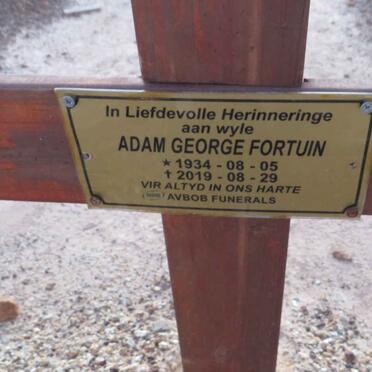 In Liefdevolle Herinneringe
aan wyle
ADAM GEORGE FORTUIN
★ 1934 - 08 - 05
✝ 2019 - 08 - 29
VIR ALTYD IN ONS HARTE
AVBOB FUNERALS